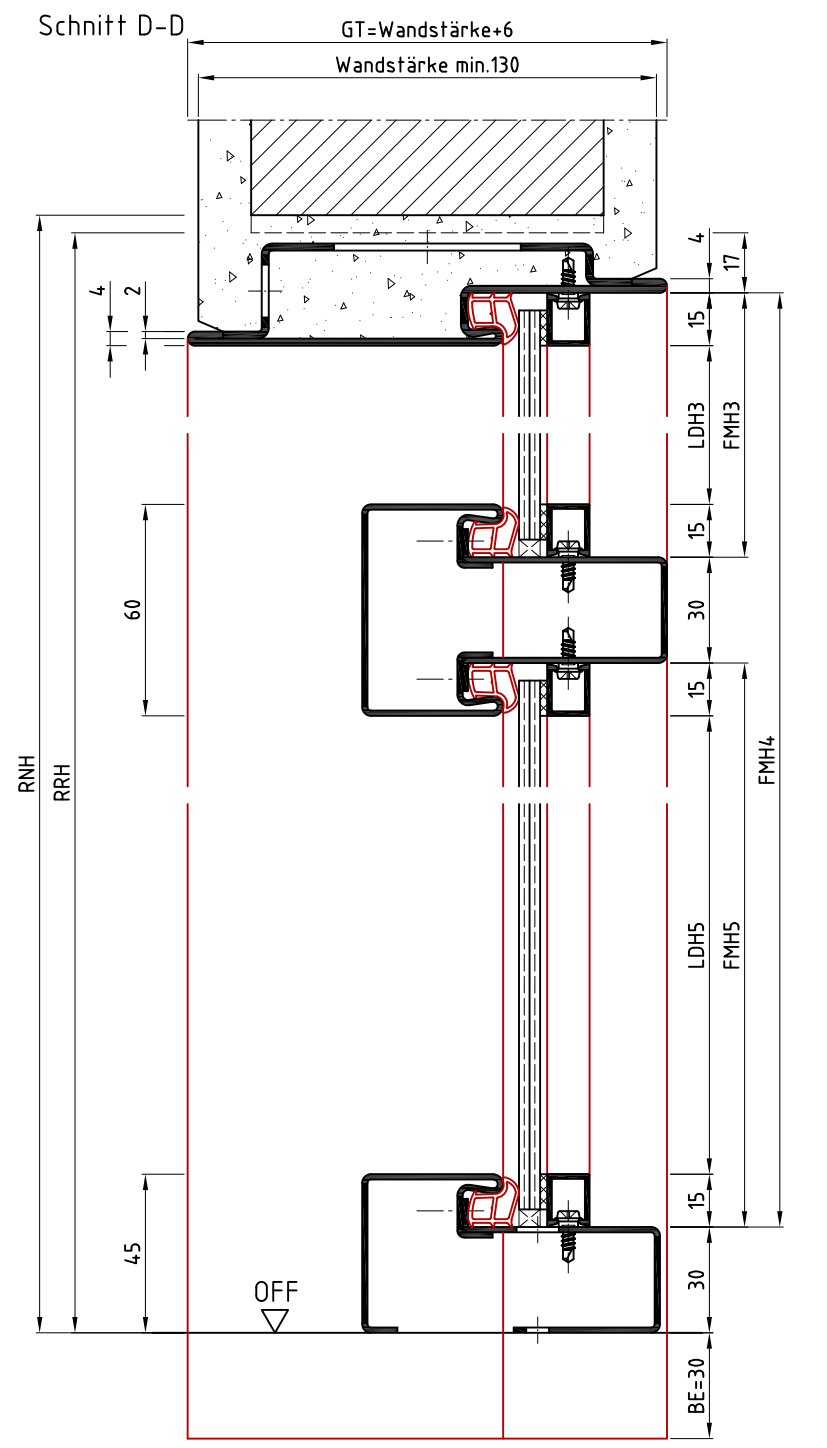 Schnitt D-D
GT=Wandstärke+6
Wandstärke min.130
4
17
4
2
15
LDH3
FMH3
15
60
30
15
RNH
RRH
FMH4
LDH5
FMH5
15
45
30
OFF
BE=30